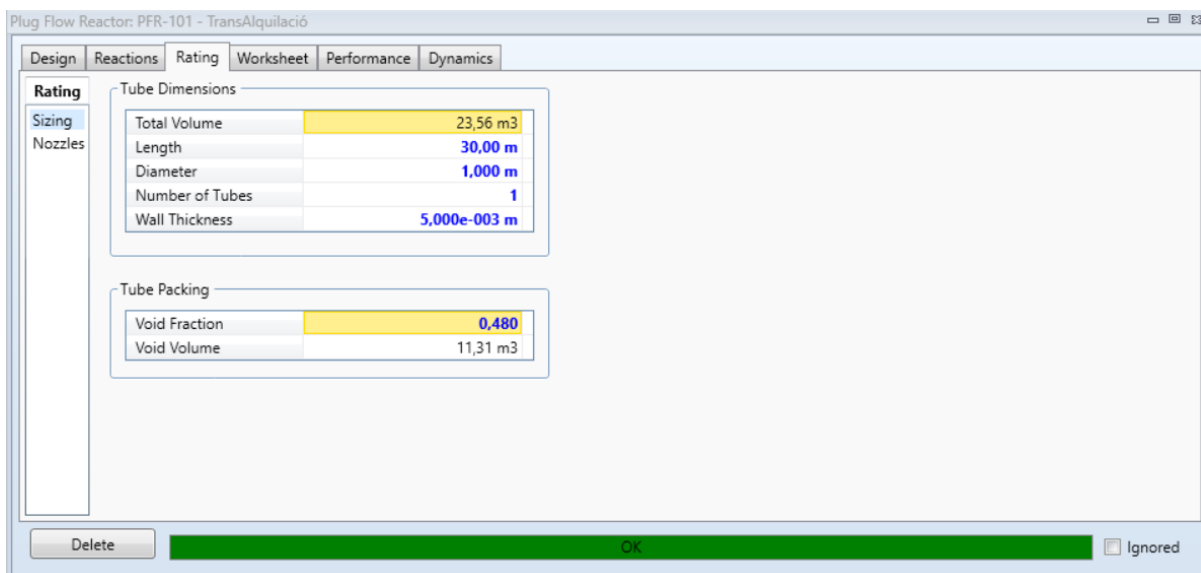 Plug Flow Reactor: PFR-101 - TransAlquilació
Design Reactions Rating Worksheet Performance Dynamics
Rating
Sizing
Nozzles
Tube Dimensions
Total Volume 23,56 m3
Length 30,00 m
Diameter 1,000 m
Number of Tubes 1
Wall Thickness 5,000e-003 m
Tube Packing
Void Fraction 0,480
Void Volume 11,31 m3
Delete OK Ignored